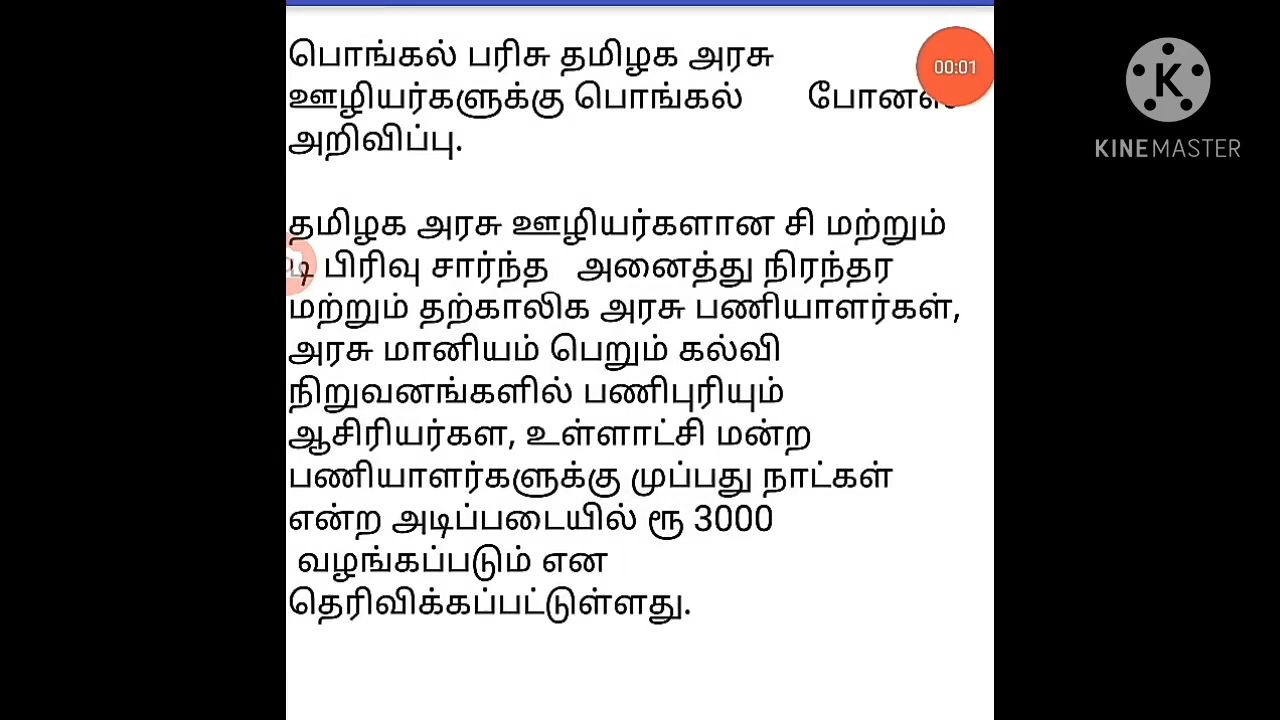 பொங்கல் பரிசு தமிழக அரசு
ஊழியர்களுக்கு பொங்கல்
அறிவிப்பு.
தமிழக அரசு ஊழியர்களான சி மற்றும்
டி பிரிவு சார்ந்த அனைத்து நிரந்தர
மற்றும் தற்காலிக அரசு பணியாளர்கள்,
அரசு மானியம் பெறும் கல்வி
நிறுவனங்களில் பணிபுரியும்
ஆசிரியர்கள, உள்ளாட்சி மன்ற
பணியாளர்களுக்கு முப்பது நாட்கள்
என்ற அடிப்படையில் ரூ 3000
வழங்கப்படும் என
தெரிவிக்கப்பட்டுள்ளது.
00:01
K
KINEMASTER